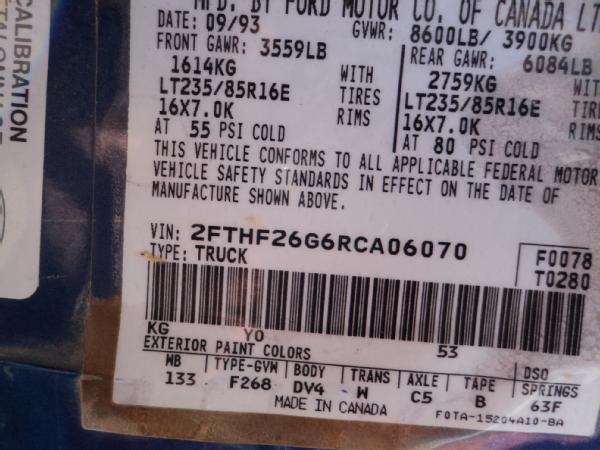 CALIBRATION
MFD. BY FORD MOTOR CO. OF CANADA LT
DATE: 09/93 GVWR: 8600LB/ 3900KG
FRONT GAWR: 3559LB REAR GAWR: 6084LB
1614KG WITH 2759KG WIT
LT235/85R16E TIRES LT235/85R16E TIRES
16X7.0K RIMS 16X7.0K RIMS
AT 55 PSI COLD AT 80 PSI COLD
THIS VEHICLE CONFORMS TO ALL APPLICABLE FEDERAL MOTOR
VEHICLE SAFETY STANDARDS IN EFFECT ON THE DATE OF
MANUFACTURE SHOWN ABOVE.
VIN: 2FTHF26G6RCA06070 F0078
TYPE: TRUCK T0280
KG YO 53
EXTERIOR PAINT COLORS DSO
WB TYPE-GVW BODY TRANS AXLE TAPE SPRINGS
133 F268 DV4 W C5 B 63F
MADE IN CANADA F0TA-15204A10-BA